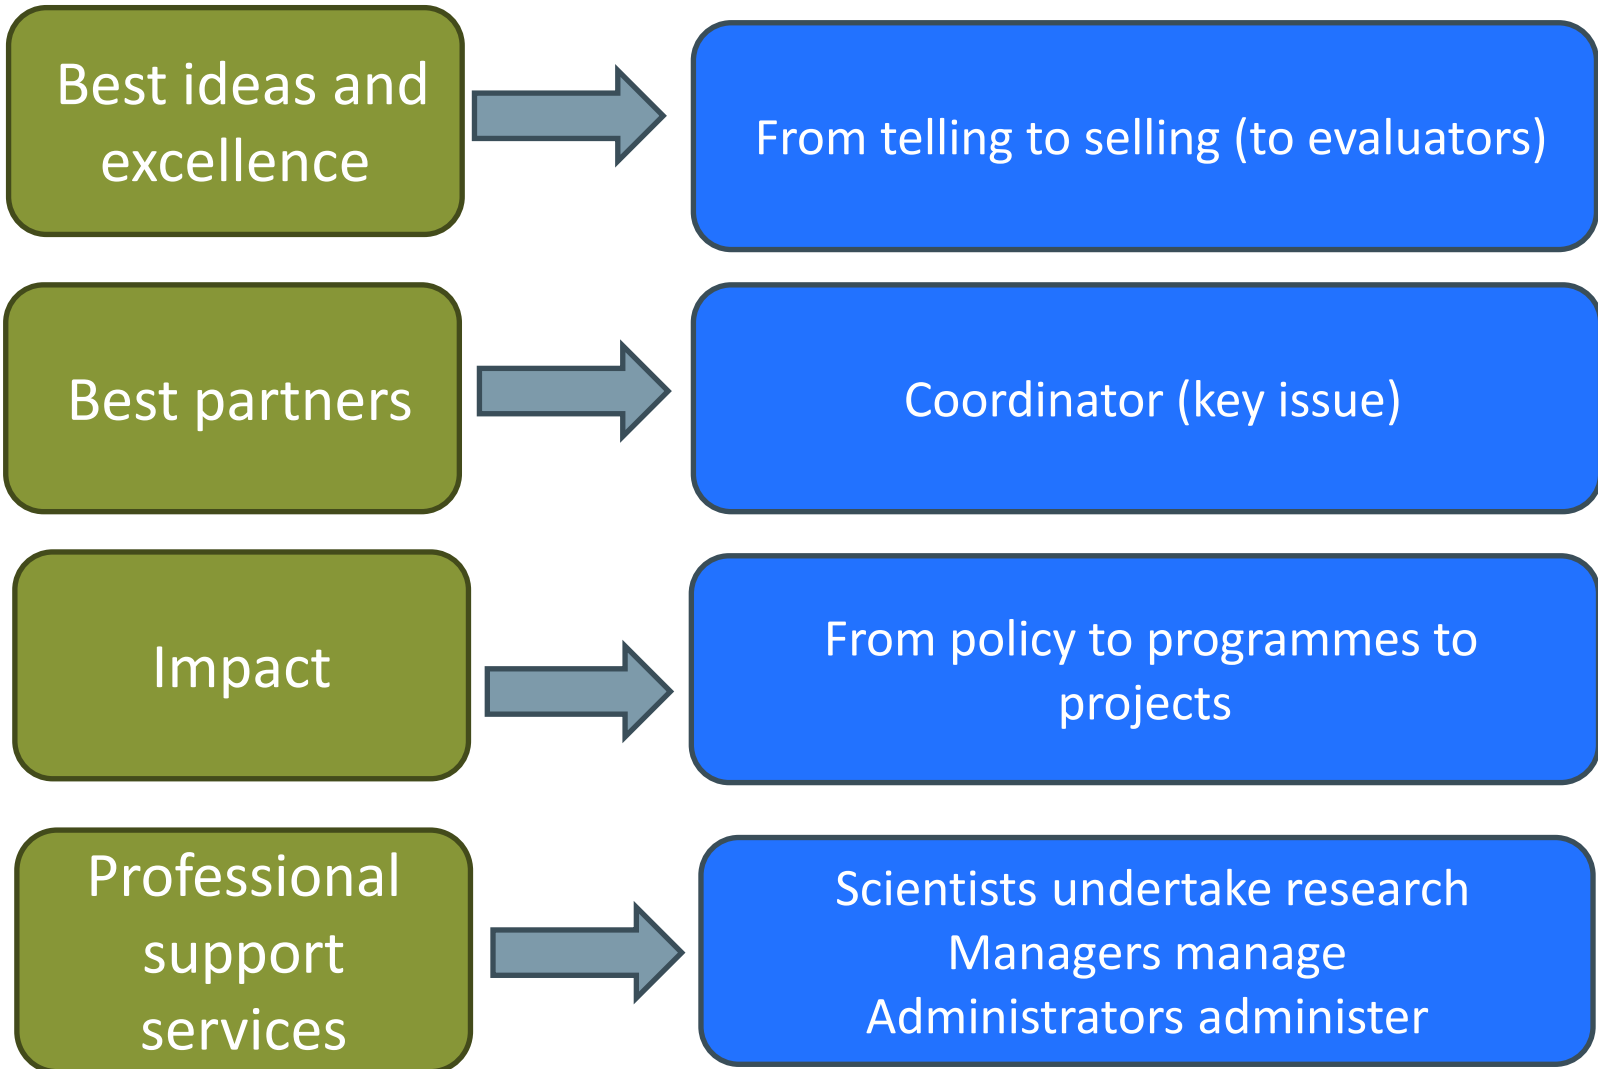 Best ideas and
excellence
From telling to selling (to evaluators)
Best partners
Coordinator (key issue)
Impact
From policy to programmes to
projects
Professional
support
services
Scientists undertake research
Managers manage
Administrators administer